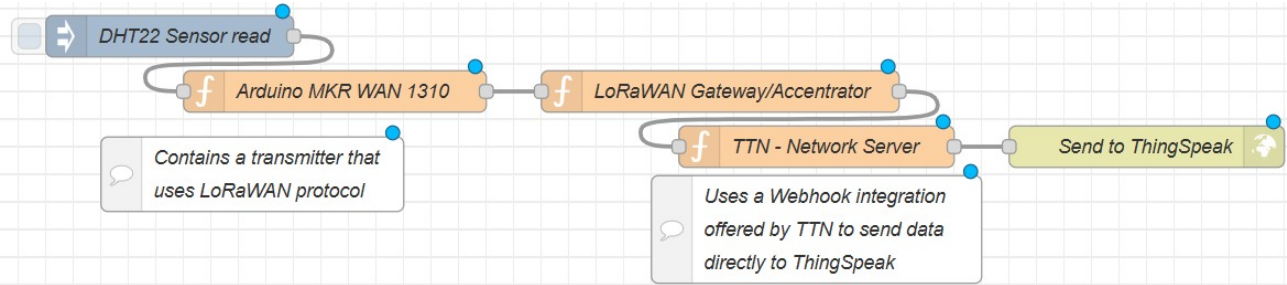 DHT22 Sensor read
Arduino MKR WAN 1310
LoRaWAN Gateway/Accentrator
TTN - Network Server
Send to ThingSpeak
Contains a transmitter that
uses LoRaWAN protocol
Uses a Webhook integration
offered by TTN to send data
directly to ThingSpeak